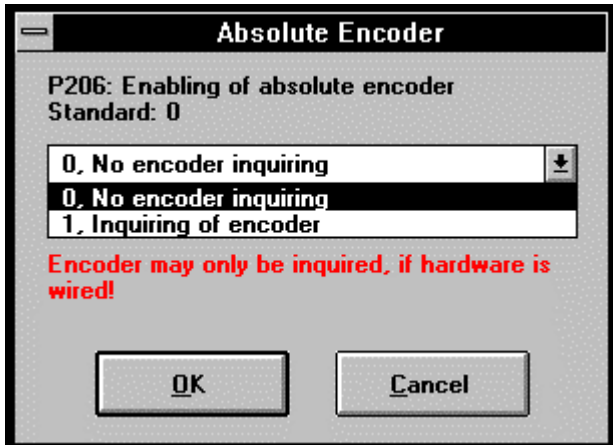 Absolute Encoder
P206: Enabling of absolute encoder
Standard: 0
0, No encoder inquiring
0, No encoder inquiring
1, Inquiring of encoder
Encoder may only be inquired, if hardware is
wired!
OK Cancel